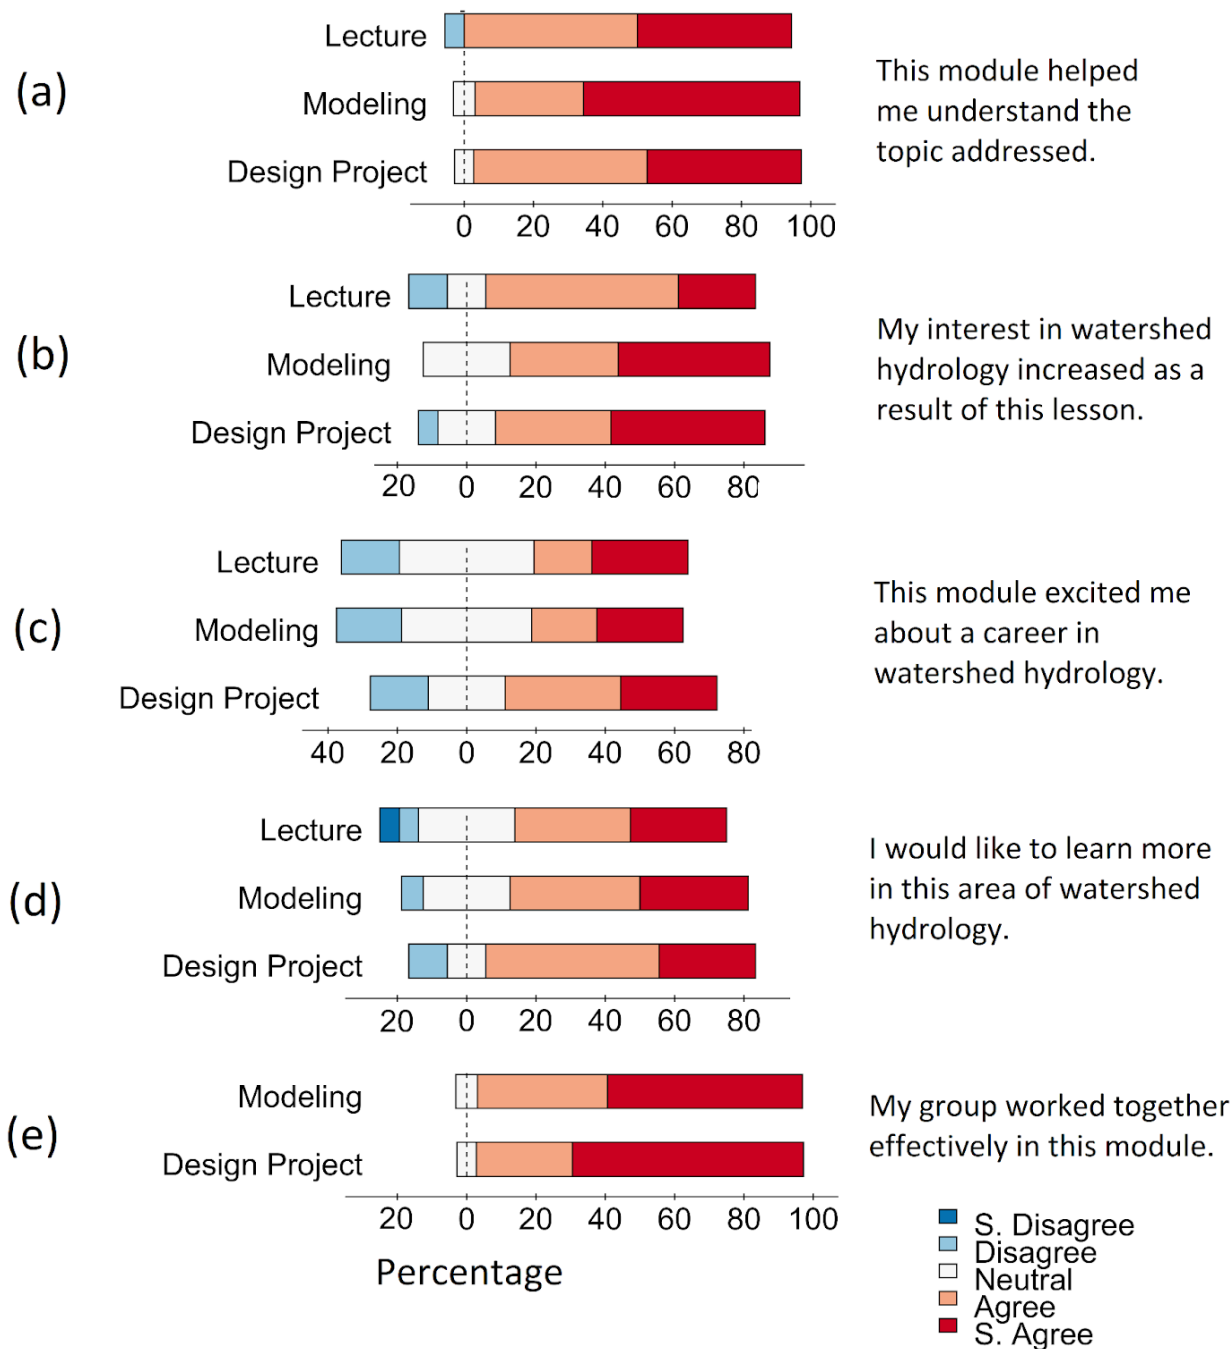 (a)
Lecture
Modeling
Design Project
0 20 40 60 80 100
This module helped
me understand the
topic addressed.
(b)
Lecture
Modeling
Design Project
20 0 20 40 60 80
My interest in watershed
hydrology increased as a
result of this lesson.
(c)
Lecture
Modeling
Design Project
40 20 0 20 40 60 80
This module excited me
about a career in
watershed hydrology.
(d)
Lecture
Modeling
Design Project
20 0 20 40 60 80
I would like to learn more
in this area of watershed
hydrology.
(e)
Modeling
Design Project
20 0 20 40 60 80 100
My group worked together
effectively in this module.
Percentage
S. Disagree
Disagree
Neutral
Agree
S. Agree